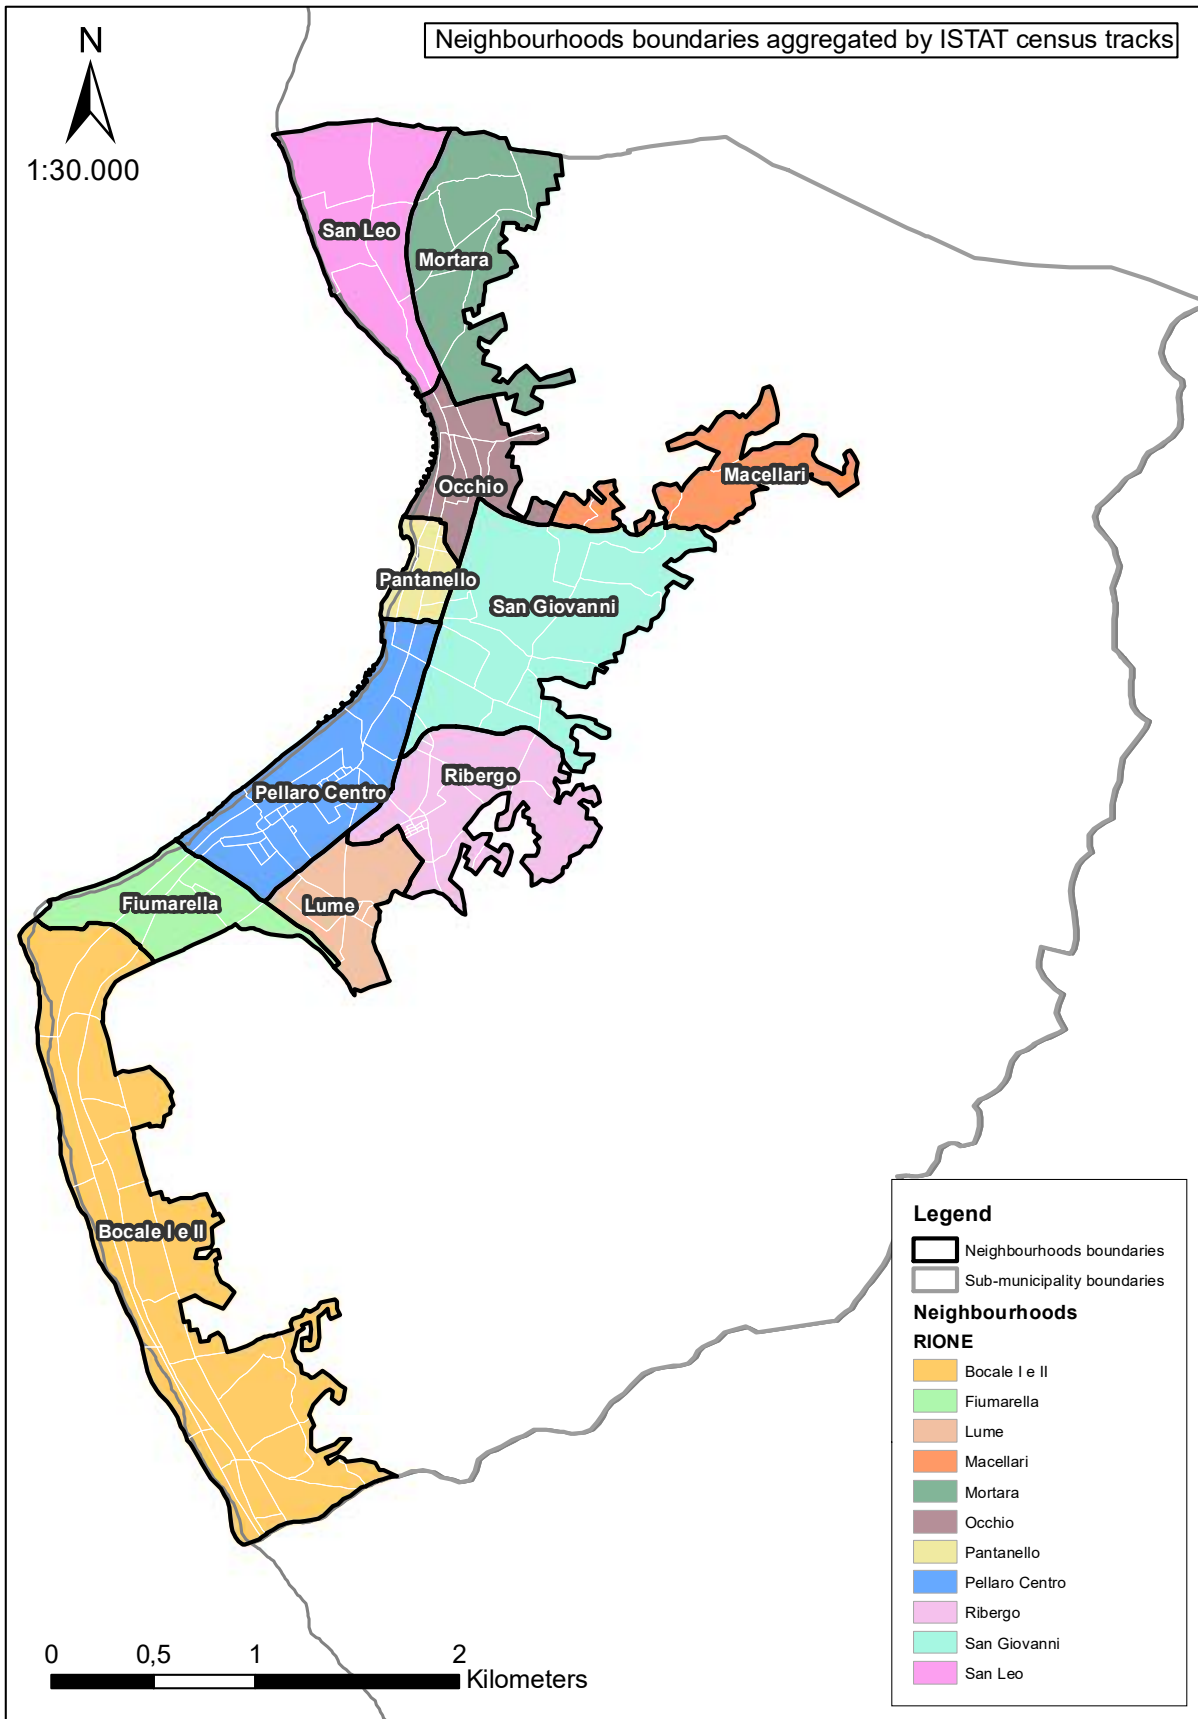 Neighbourhoods boundaries aggregated by ISTAT census tracks
N
1:30.000
San Leo
Mortara
Macellari
Occhio
Pantanello
San Giovanni
Ribergo
Pellaro Centro
Fiumarella
Lume
Bocale I e II
Legend
Neighbourhoods boundaries
Sub-municipality boundaries
Neighbourhoods
RIONE
Bocale I e II
Fiumarella
Lume
Macellari
Mortara
Occhio
Pantanello
Pellaro Centro
Ribergo
San Giovanni
San Leo
0 0,5 1 2
Kilometers